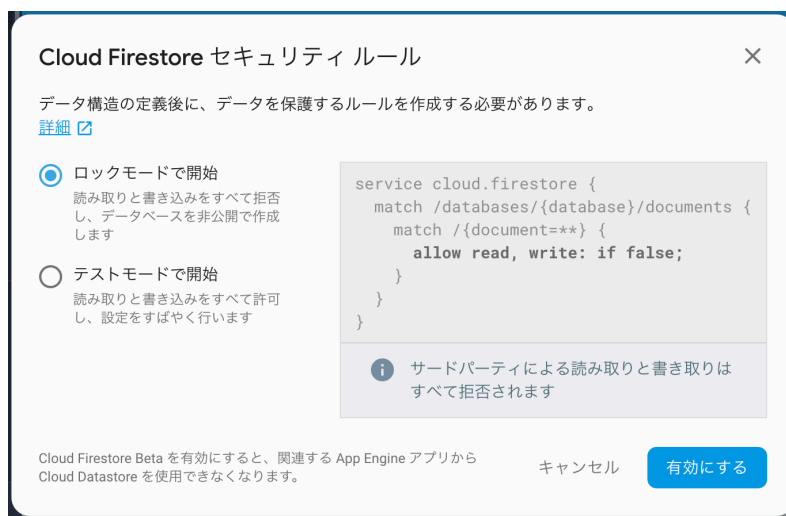 Cloud Firestore セキュリティ ルール
データ構造の定義後に、データを保護するルールを作成する必要があります。
詳細
ロックモードで開始
読み取りと書き込みをすべて拒否
し、データベースを非公開で作成
します
テストモードで開始
読み取りと書き込みをすべて許可
し、設定をすばやく行います
service cloud.firestore {
  match /databases/{database}/documents {
    match /{document=**} {
      allow read, write: if false;
    }
  }
}
サードパーティによる読み取りと書き取りは
すべて拒否されます
Cloud Firestore Beta を有効にすると、関連する App Engine アプリから
Cloud Datastore を使用できなくなります。
キャンセル
有効にする